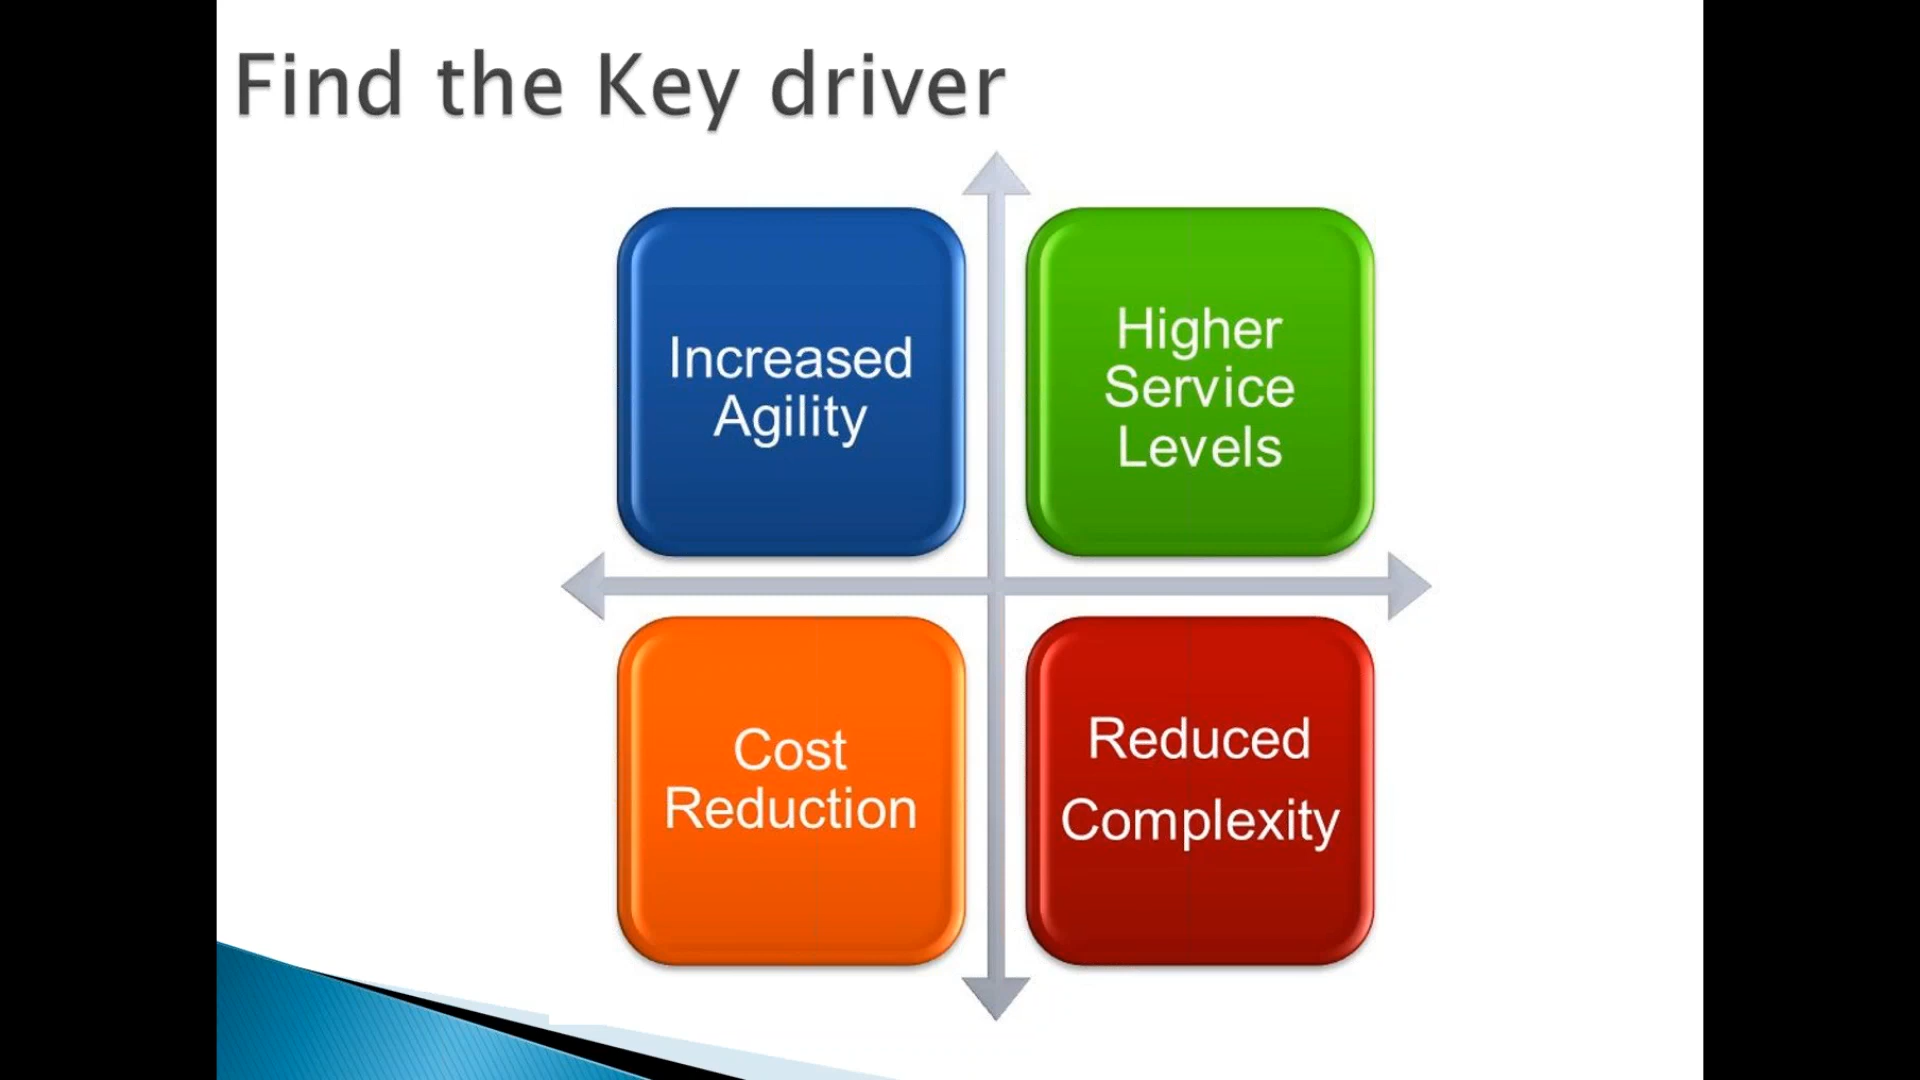 Find the Key driver
Increased
Agility
Higher
Service
Levels
Cost
Reduction
Reduced
Complexity